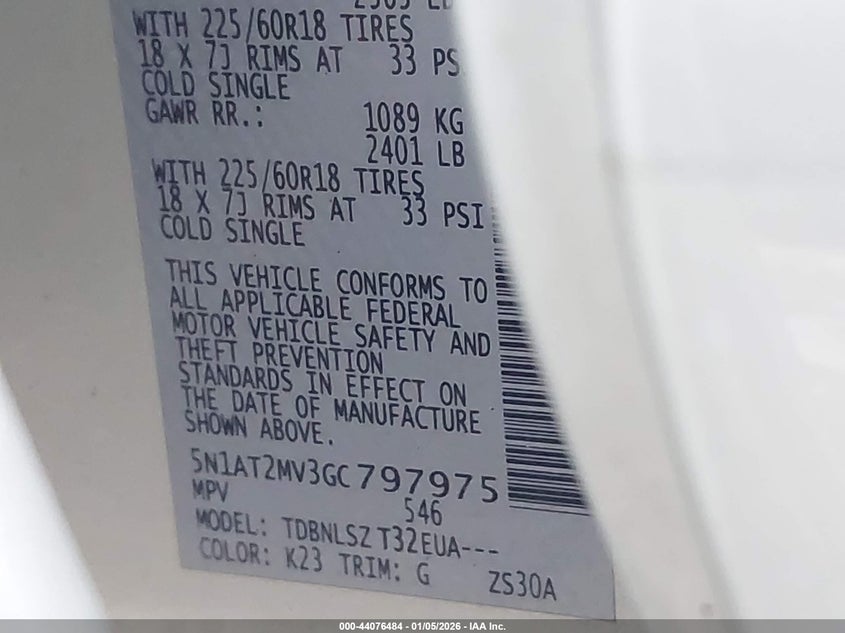 WITH 225/60R18 TIRES
18 X 7J RIMS AT 33 PS
COLD SINGLE
GAWR RR.: 1089 KG
2401 LB
WITH 225/60R18 TIRES
18 X 7J RIMS AT 33 PSI
COLD SINGLE
THIS VEHICLE CONFORMS TO
ALL APPLICABLE FEDERAL
MOTOR VEHICLE SAFETY AND
THEFT PREVENTION
STANDARDS IN EFFECT ON
THE DATE OF MANUFACTURE
SHOWN ABOVE.
5N1AT2MV3GC797975
MPV 546
MODEL: TDBNLSZ T32EUA---
COLOR: K23 TRIM: G ZS30A
000-44076484 - 01/05/2026 - IAA Inc.